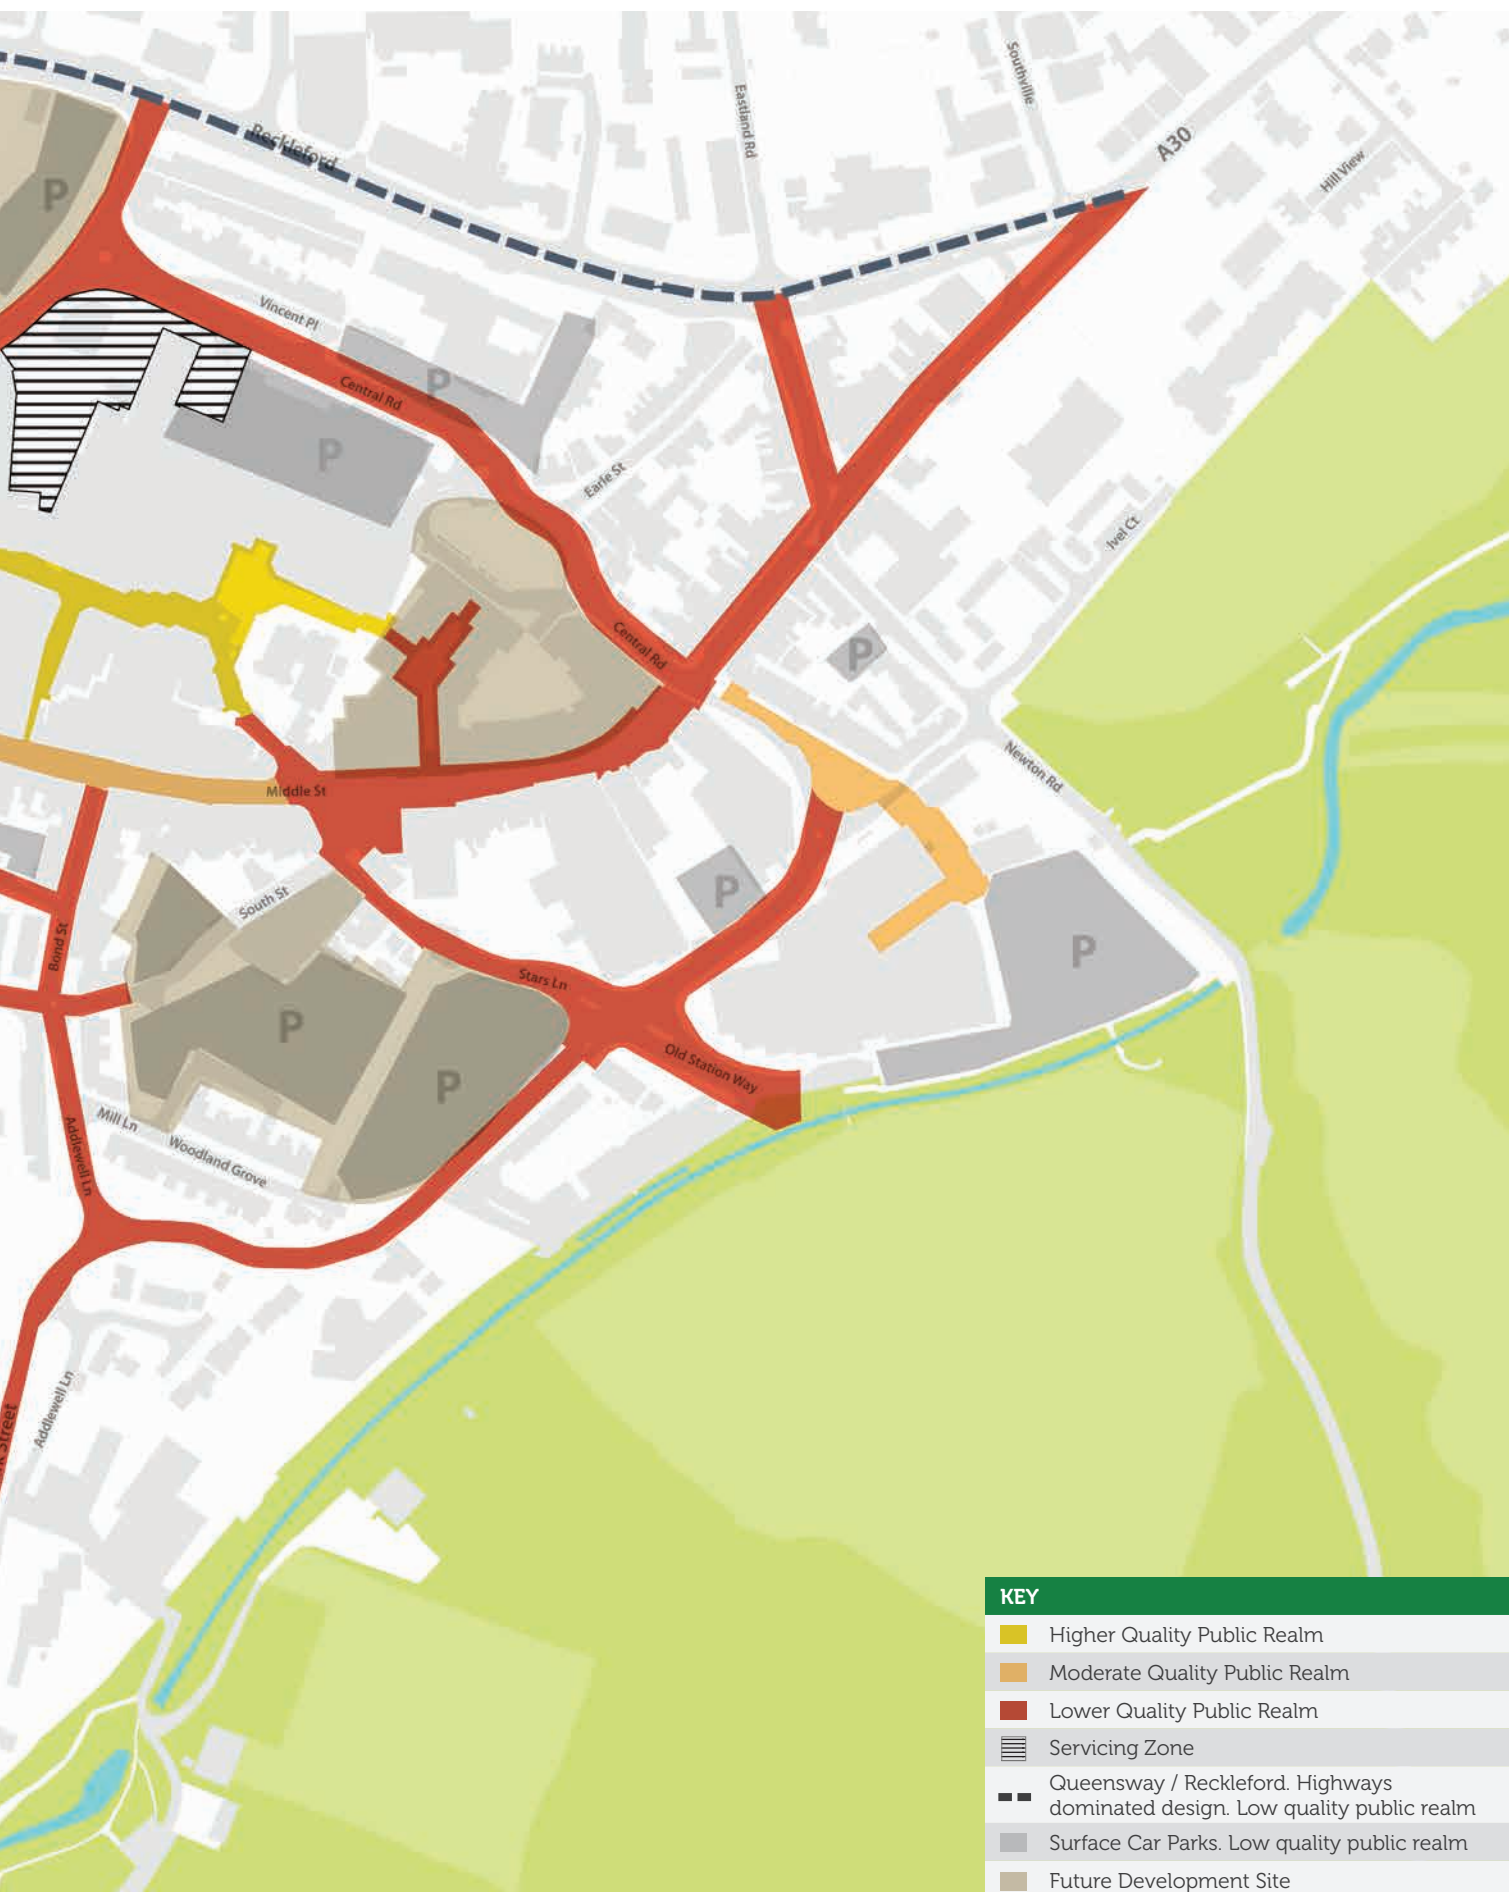 Southville
Eastland Rd
A30
Reckleford
Hill View
P
Vincent Pl
Central Rd
P
P
Earle St
Ivel Ct
Central Rd
P
Newton Rd
Middle St
P
South St
Bond St
P
Stars Ln
P
Old Station Way
P
Mill Ln
Addlewell Ln
Woodland Grove
Addlewell Ln
Street
KEY
Higher Quality Public Realm
Moderate Quality Public Realm
Lower Quality Public Realm
Servicing Zone
Queensway / Reckleford. Highways
dominated design. Low quality public realm
Surface Car Parks. Low quality public realm
Future Development Site